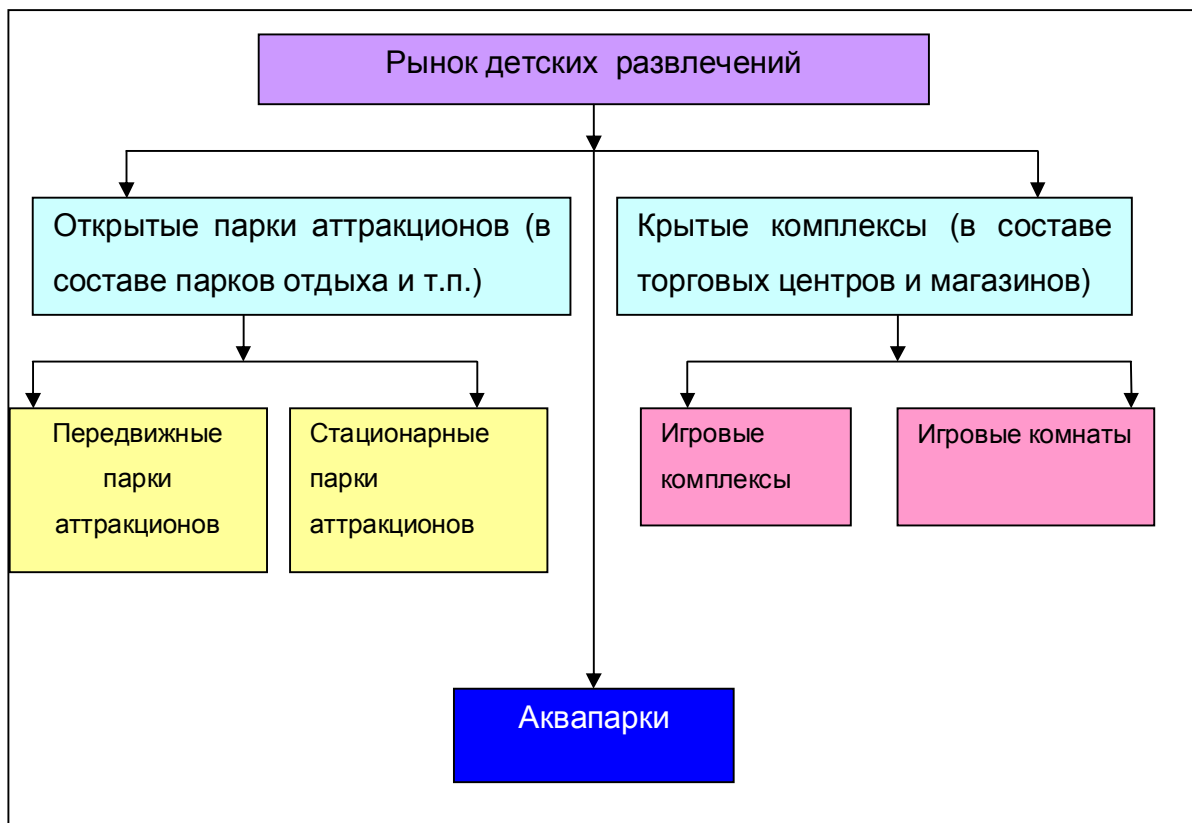 Рынок детских развлечений
Открытые парки аттракционов (в
составе парков отдыха и т.п.)
Крытые комплексы (в составе
торговых центров и магазинов)
Передвижные
парки
аттракционов
Стационарные
парки
аттракционов
Игровые
комплексы
Игровые комнаты
Аквапарки